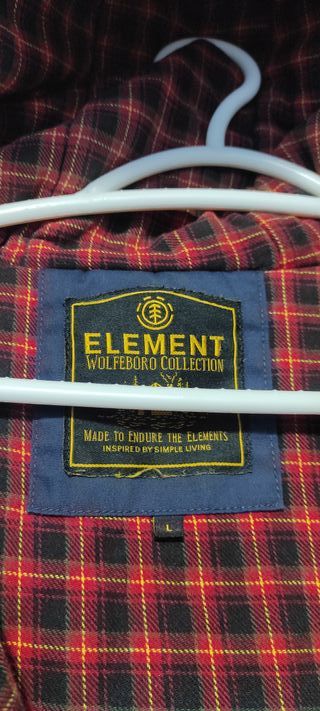 ELEMENT
WOLFEBORO COLLECTION
MADE TO ENDURE THE ELEMENTS
INSPIRED BY SIMPLE LIVING
L